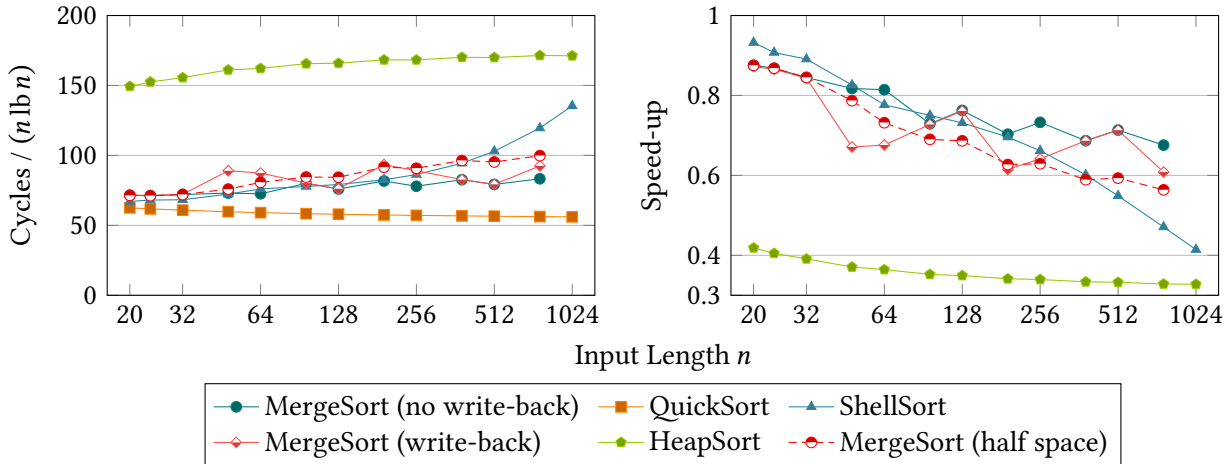 200
150
100
50
0
Cycles / (n lb n)
20 32 64 128 256 512 1024
1
0.8
0.6
0.4
0.3
Speed-up
20 32 64 128 256 512 1024
Input Length n
MergeSort (no write-back) QuickSort ShellSort
MergeSort (write-back) HeapSort MergeSort (half space)